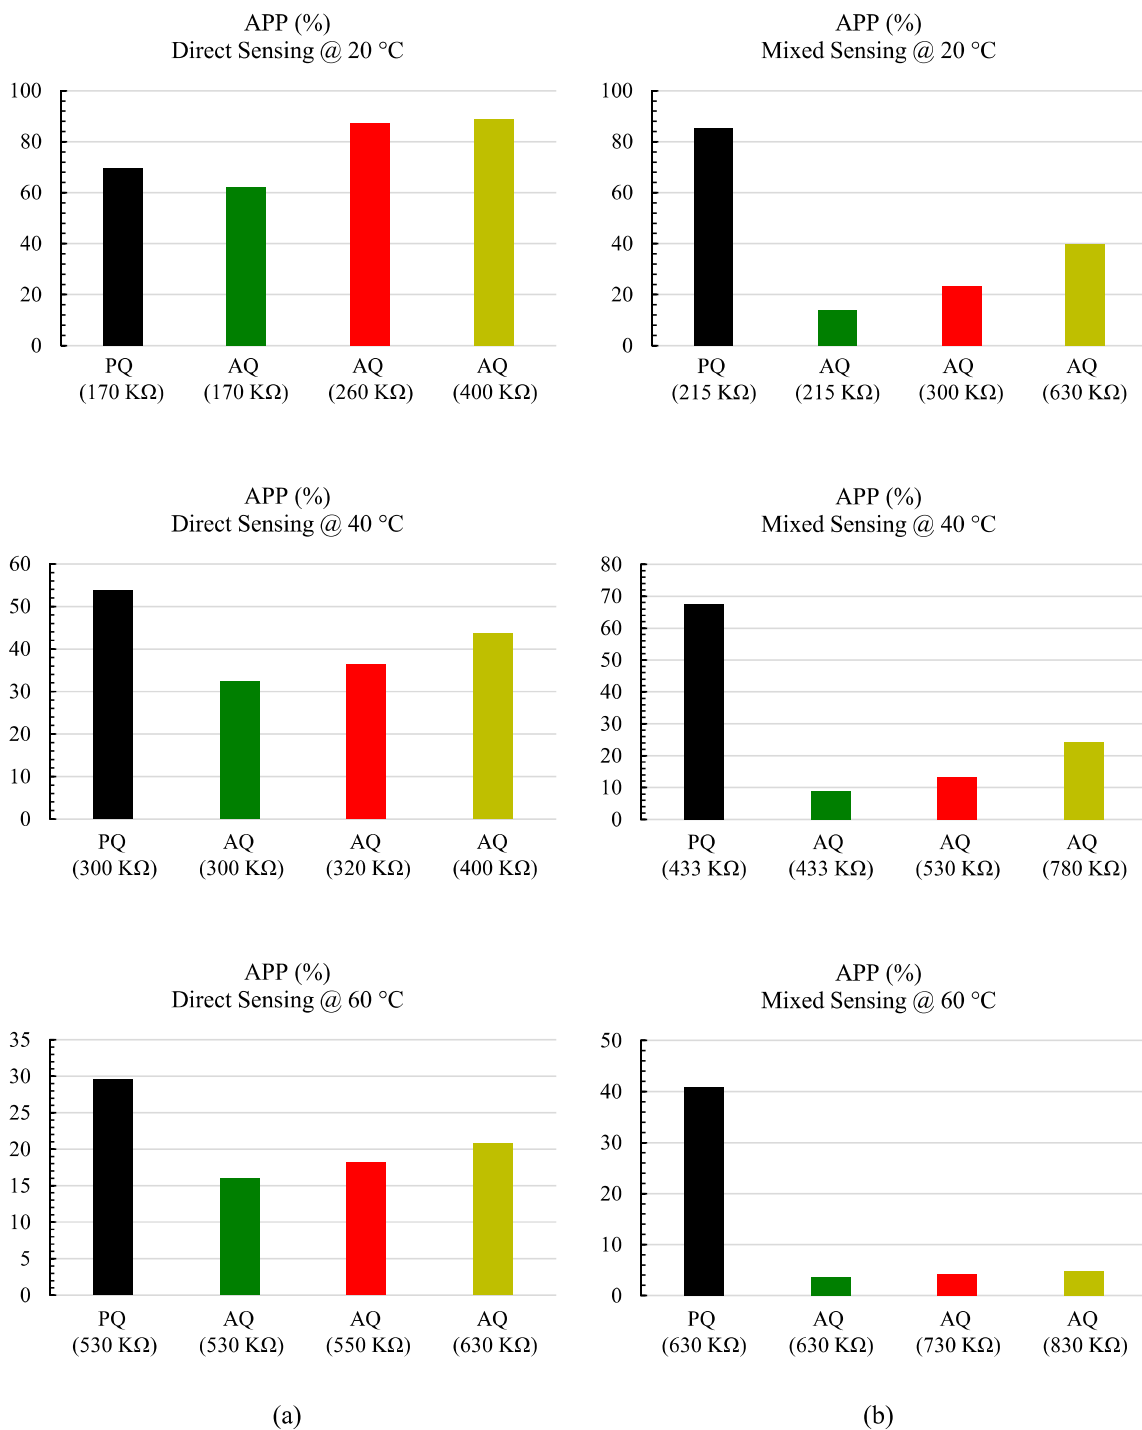 APP (%)
Direct Sensing @ 20 °C
100
80
60
40
20
0
PQ
(170 KΩ)
AQ
(170 KΩ)
AQ
(260 KΩ)
AQ
(400 KΩ)
APP (%)
Mixed Sensing @ 20 °C
100
80
60
40
20
0
PQ
(215 KΩ)
AQ
(215 KΩ)
AQ
(300 KΩ)
AQ
(630 KΩ)
APP (%)
Direct Sensing @ 40 °C
60
50
40
30
20
10
0
PQ
(300 KΩ)
AQ
(300 KΩ)
AQ
(320 KΩ)
AQ
(400 KΩ)
APP (%)
Mixed Sensing @ 40 °C
80
70
60
50
40
30
20
10
0
PQ
(433 KΩ)
AQ
(433 KΩ)
AQ
(530 KΩ)
AQ
(780 KΩ)
APP (%)
Direct Sensing @ 60 °C
35
30
25
20
15
10
5
0
PQ
(530 KΩ)
AQ
(530 KΩ)
AQ
(550 KΩ)
AQ
(630 KΩ)
APP (%)
Mixed Sensing @ 60 °C
50
40
30
20
10
0
PQ
(630 KΩ)
AQ
(630 KΩ)
AQ
(730 KΩ)
AQ
(830 KΩ)
(a)
(b)